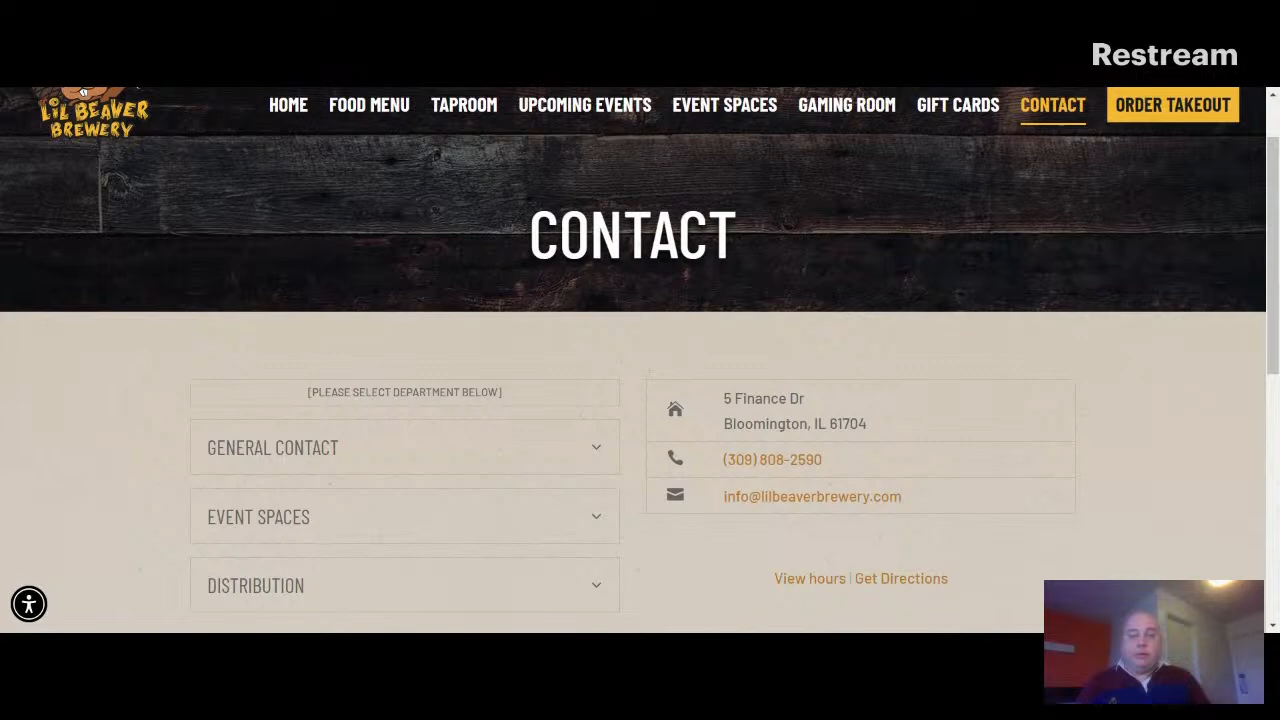 Restream
LIL BEAVER
BREWERY
HOME FOOD MENU TAPROOM UPCOMING EVENTS EVENT SPACES GAMING ROOM GIFT CARDS CONTACT ORDER TAKEOUT
CONTACT
[PLEASE SELECT DEPARTMENT BELOW]
GENERAL CONTACT
EVENT SPACES
DISTRIBUTION
5 Finance Dr
Bloomington, IL 61704
(309) 808-2590
info@lilbeaverbrewery.com
View hours | Get Directions